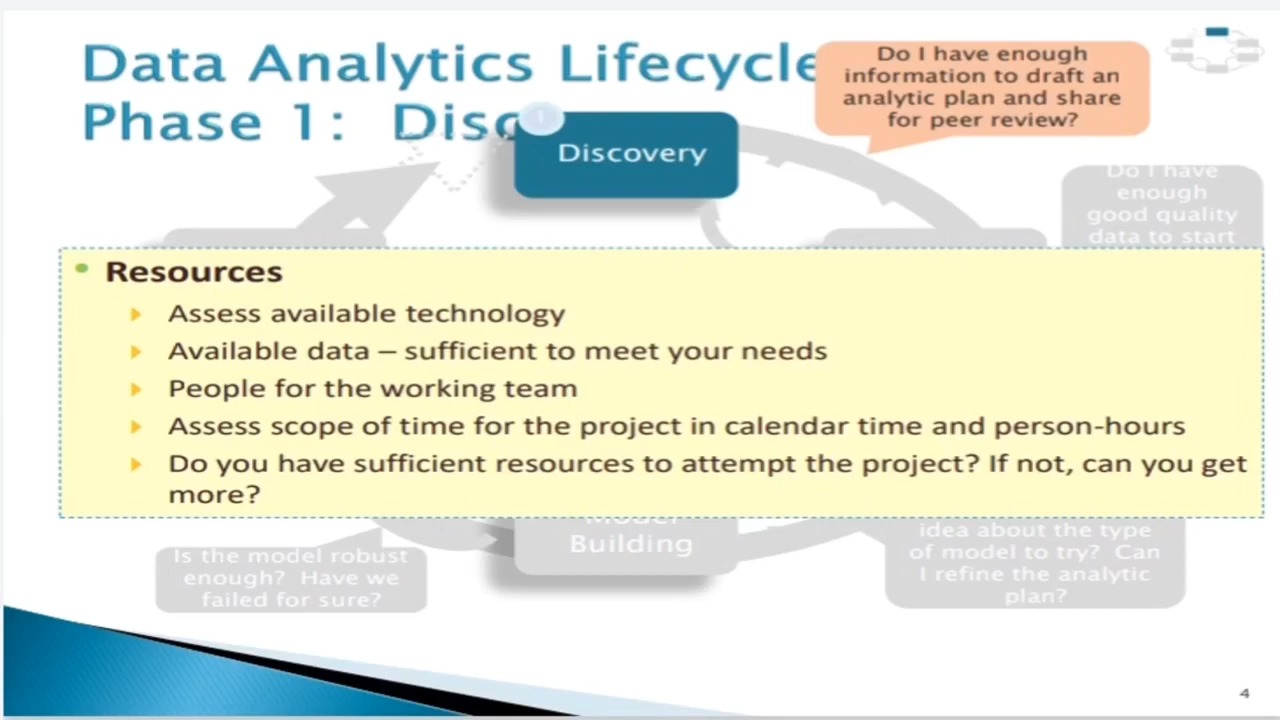 Data Analytics Lifecycle
Phase 1: Disc
1
Discovery
Do I have enough
information to draft an
analytic plan and share
for peer review?
Do I have
enough
good quality
data to start
• Resources
Assess available technology
Available data – sufficient to meet your needs
People for the working team
Assess scope of time for the project in calendar time and person-hours
Do you have sufficient resources to attempt the project? If not, can you get
more?
Model
Building
idea about the type
of model to try? Can
I refine the analytic
plan?
Is the model robust
enough? Have we
failed for sure?
4